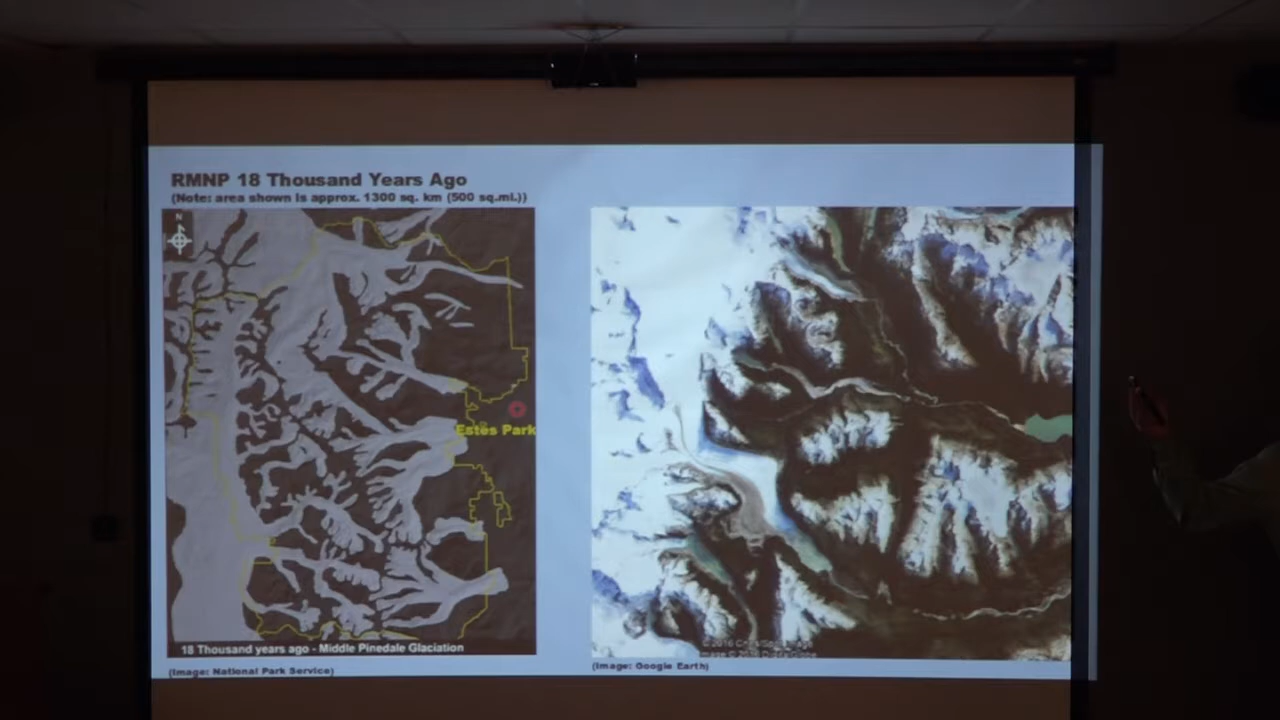 RMNP 18 Thousand Years Ago
(Note: area shown is approx. 1300 sq. km (500 sq.mi.))
N
Estes Park
18 Thousand years ago - Middle Pinedale Glaciation
(Image: National Park Service)
(Image: Google Earth)